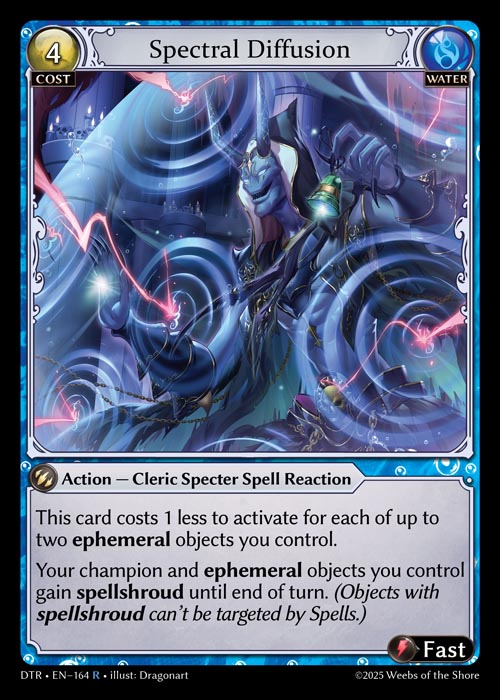 4
Spectral Diffusion
COST
WATER
Action — Cleric Specter Spell Reaction
This card costs 1 less to activate for each of up to
two ephemeral objects you control.
Your champion and ephemeral objects you control
gain spellshroud until end of turn. (Objects with
spellshroud can't be targeted by Spells.)
Fast
DTR • EN–164 R • illust: Dragonart
©2025 Weebs of the Shore